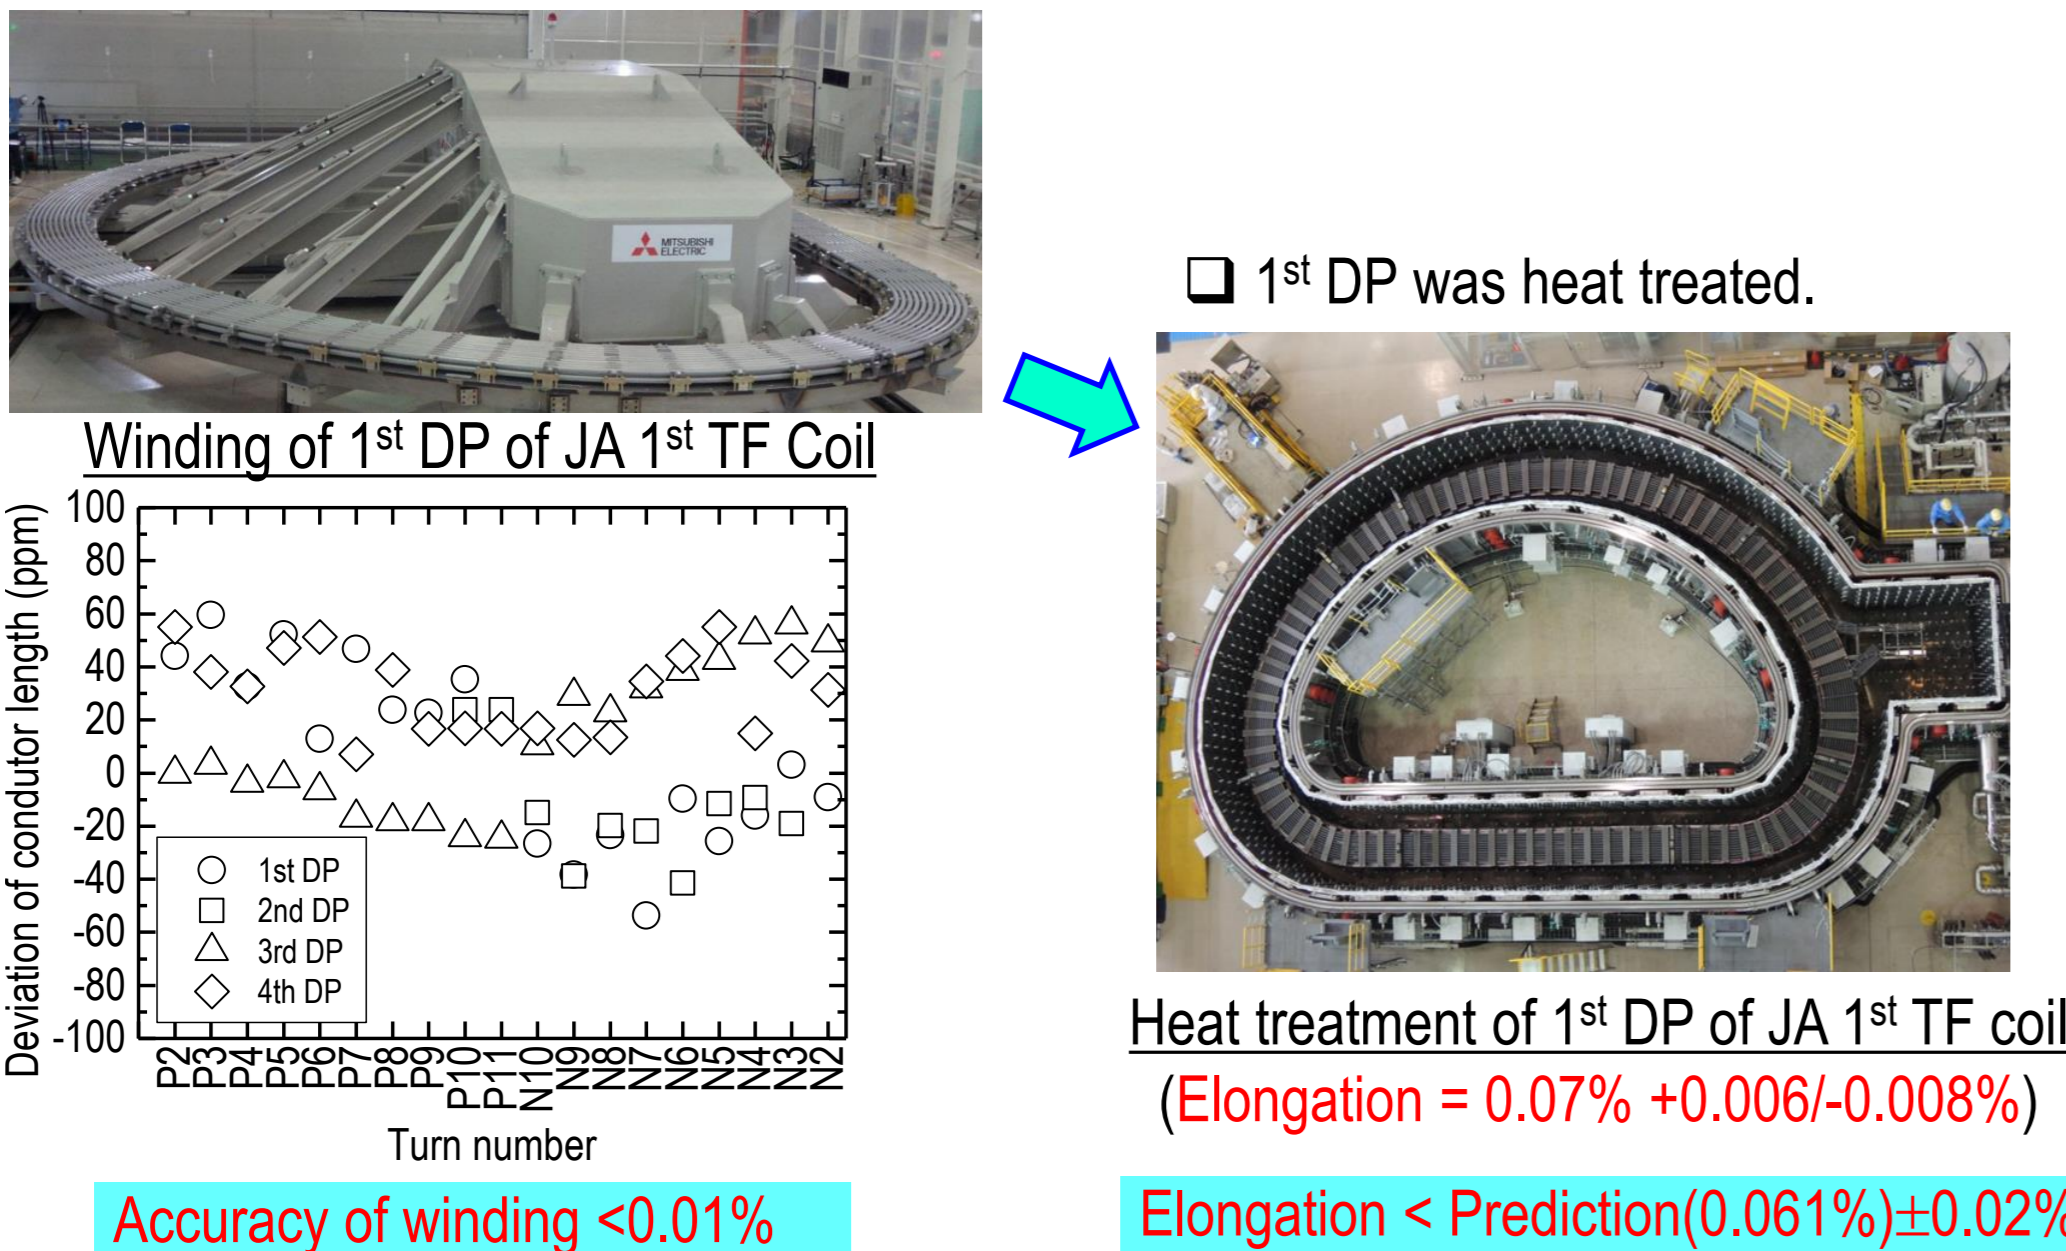 MITSUBISHI
ELECTRIC
Winding of 1st DP of JA 1st TF Coil
Deviation of condutor length (ppm)
100
80
60
40
20
0
-20
-40
-60
-80
-100
1st DP
2nd DP
3rd DP
4th DP
P2
P3
P4
P5
P6
P7
P8
P9
P10
P11
N10
N9
N8
N7
N6
N5
N4
N3
N2
Turn number
Accuracy of winding <0.01%
❑ 1st DP was heat treated.
Heat treatment of 1st DP of JA 1st TF coil
(Elongation = 0.07% +0.006/-0.008%)
Elongation < Prediction(0.061%)±0.02%